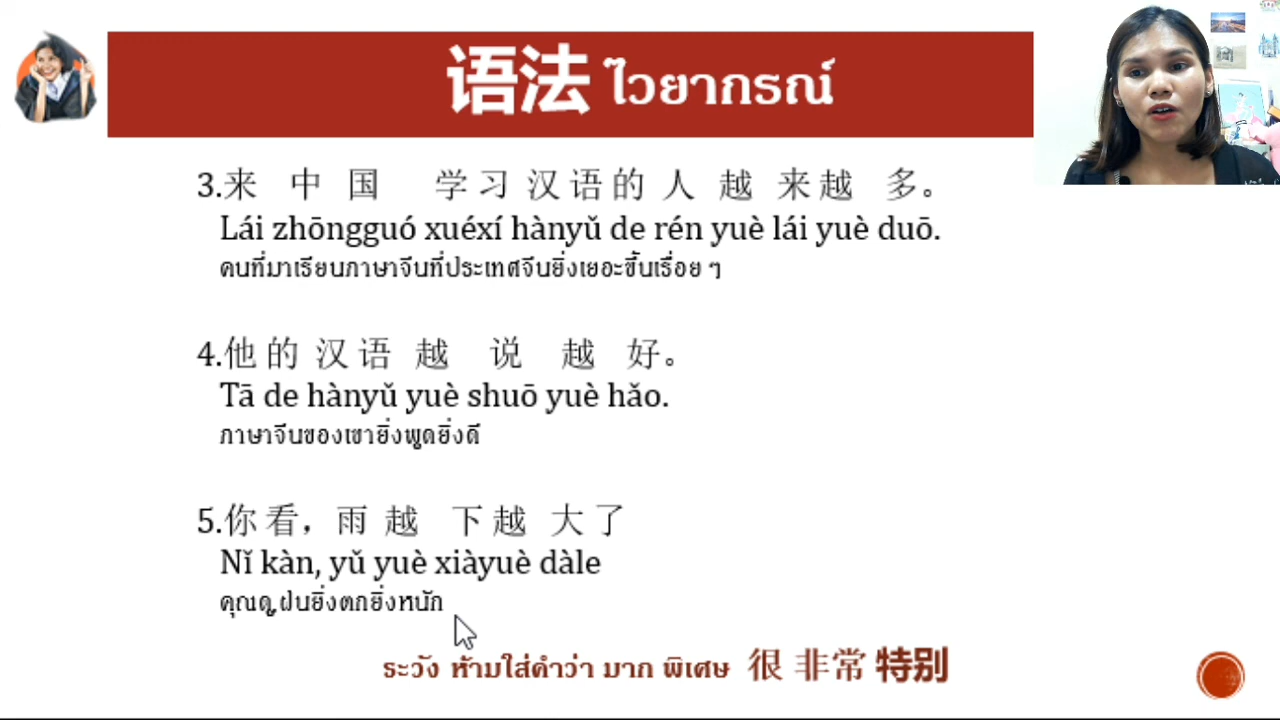 语法 ไวยากรณ์
3.来 中 国 学习 汉语的 人 越 来越 多。
Lái zhōngguó xuéxí hànyǔ de rén yuè lái yuè duō.
คนที่มาเรียนภาษาจีนที่ประเทศจีนยิ่งเยอะขึ้นเรื่อย ๆ
4.他的 汉语 越 说 越 好。
Tā de hànyǔ yuè shuō yuè hǎo.
ภาษาจีนของเขายิ่งพูดยิ่งดี
5.你看，雨 越 下越 大了
Nǐ kàn, yǔ yuè xiàyuè dàle
คุณดู,ฝนยิ่งตกยิ่งหนัก
ระวัง ห้ามใส่คำว่า มาก พิเศษ 很 非常 特别